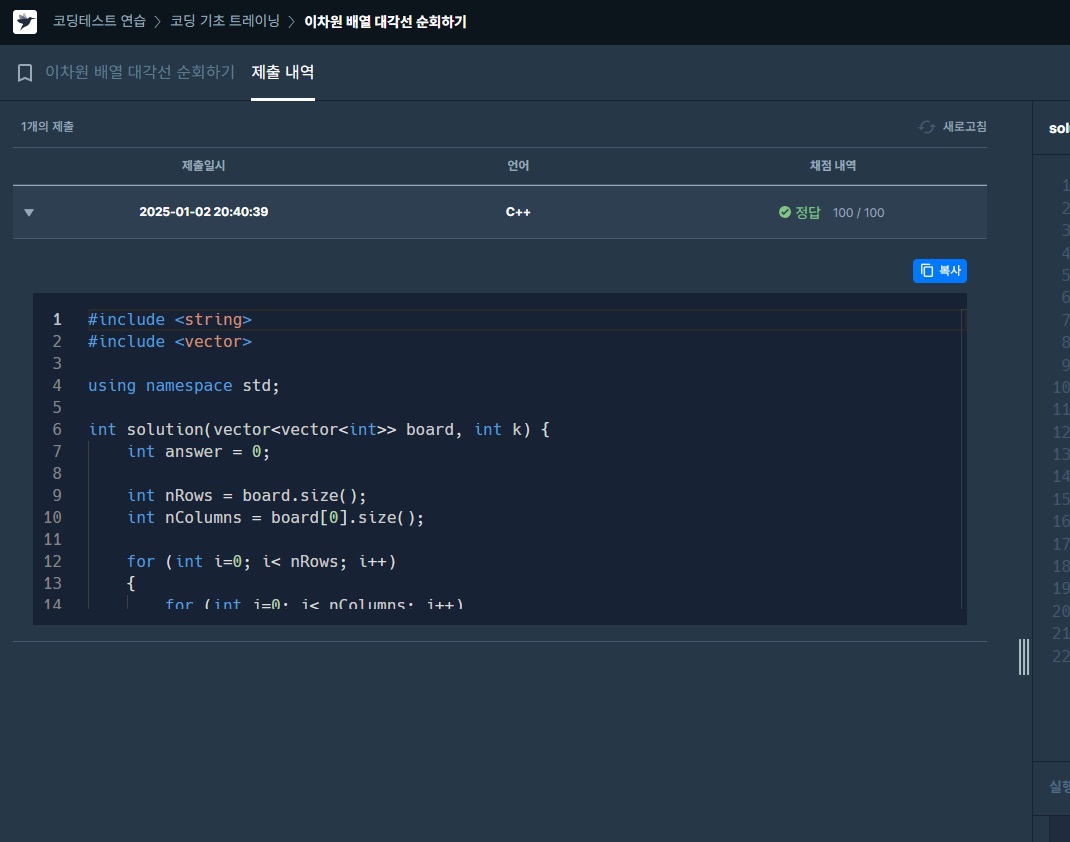 코딩테스트 연습 > 코딩 기초 트레이닝 > 이차원 배열 대각선 순회하기
이차원 배열 대각선 순회하기 제출 내역
1개의 제출 새로고침
제출일시 언어 채점 내역
2025-01-02 20:40:39 C++ 정답 100 / 100
복사
1 #include <string>
2 #include <vector>
3
4 using namespace std;
5
6 int solution(vector<vector<int>> board, int k) {
7 int answer = 0;
8
9 int nRows = board.size();
10 int nColumns = board[0].size();
11
12 for (int i=0; i< nRows; i++)
13 {
14 for (int j=0; j< nColumns; j++)
sol
1
2
3
4
5
6
7
8
9
10
11
12
13
14
15
16
17
18
19
20
21
22
실행